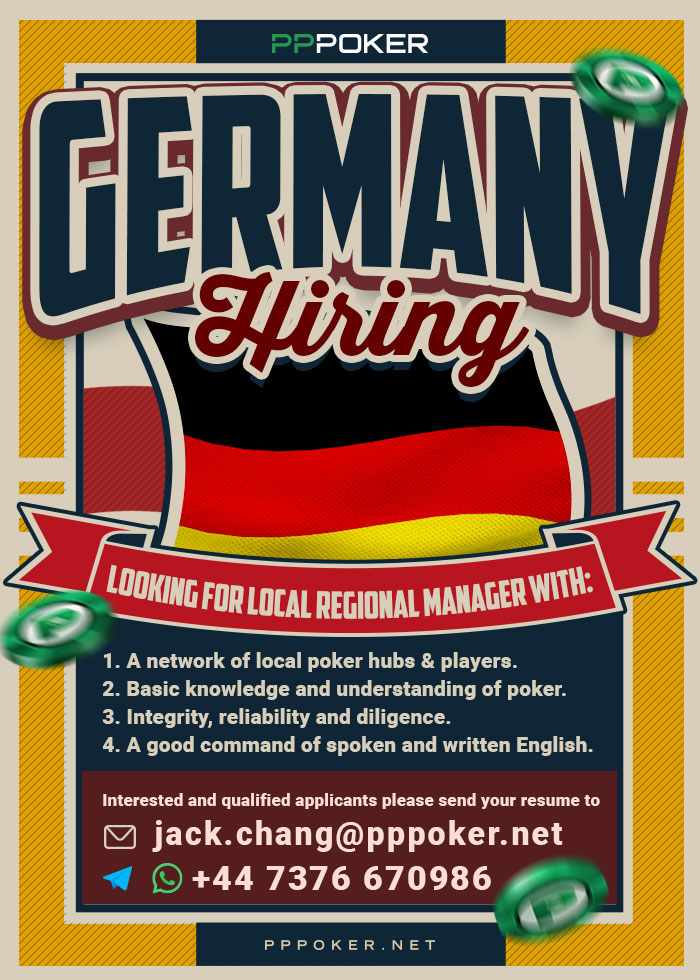 PPPOKER
GERMANY
Hiring
LOOKING FOR LOCAL REGIONAL MANAGER WITH:
1. A network of local poker hubs & players.
2. Basic knowledge and understanding of poker.
3. Integrity, reliability and diligence.
4. A good command of spoken and written English.
Interested and qualified applicants please send your resume to
jack.chang@pppoker.net
+44 7376 670986
PPPOKER.NET